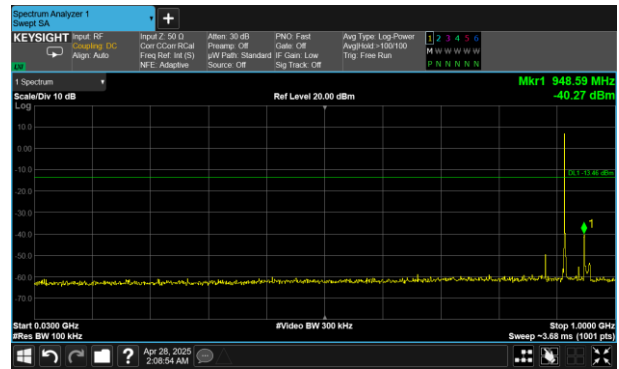 Spectrum Analyzer 1
Swept SA
+
KEYSIGHT Input: RF Input Z: 50 Ω Atten: 30 dB PNO: Fast Avg Type: Log-Power 1 2 3 4 5 6
Coupling: DC Corr CCorr RCal Preamp: Off Gate: Off Avg|Hold >100/100 M W W W W W
Align: Auto Freq Ref: Int (S) µW Path: Standard IF Gain: Low Trig: Free Run
NFE: Adaptive Source: Off Sig Track: Off P N N N N N
1 Spectrum
Mkr1 948.59 MHz
Scale/Div 10 dB Ref Level 20.00 dBm -40.27 dBm
Log
10.0
0.00
-10.0
DL1 -13.46 dBm
-20.0
-30.0
1
-40.0
-50.0
-60.0
-70.0
Start 0.0300 GHz #Video BW 300 kHz Stop 1.0000 GHz
#Res BW 100 kHz Sweep ~3.68 ms (1001 pts)
? Apr 28, 2025
2:08:54 AM